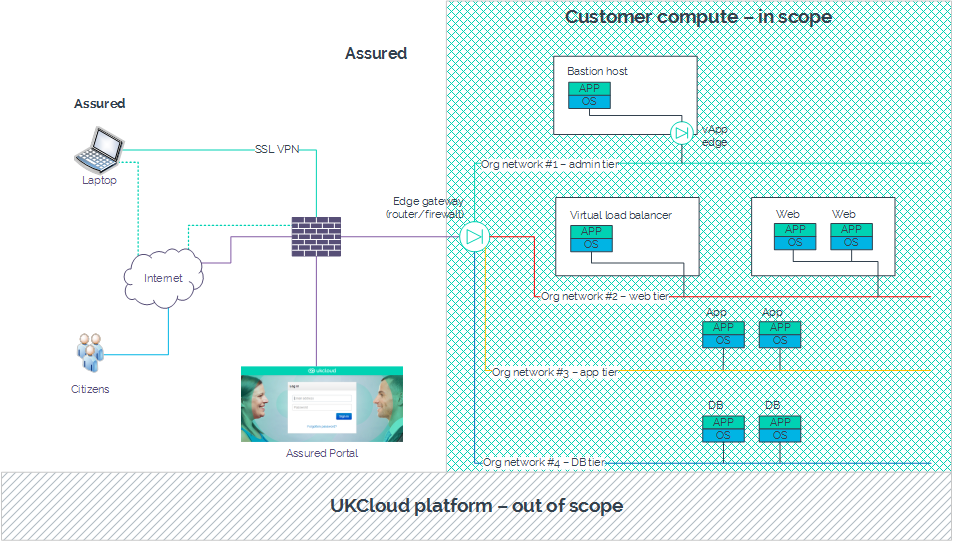 Customer compute – in scope
Assured
Bastion host
APP
OS
Assured
vApp
edge
SSL VPN
Org network #1 – admin tier
Laptop
Edge gateway
(router/firewall)
Virtual load balancer
APP
OS
Web
Web
APP
APP
OS
OS
Internet
Org network #2 – web tier
App
App
APP
APP
OS
OS
Org network #3 – app tier
Citizens
ukcloud
Log in
Email Address
Password
Sign in
DB
DB
APP
APP
OS
OS
Assured Portal
Org network #4 – DB tier
UKCloud platform – out of scope